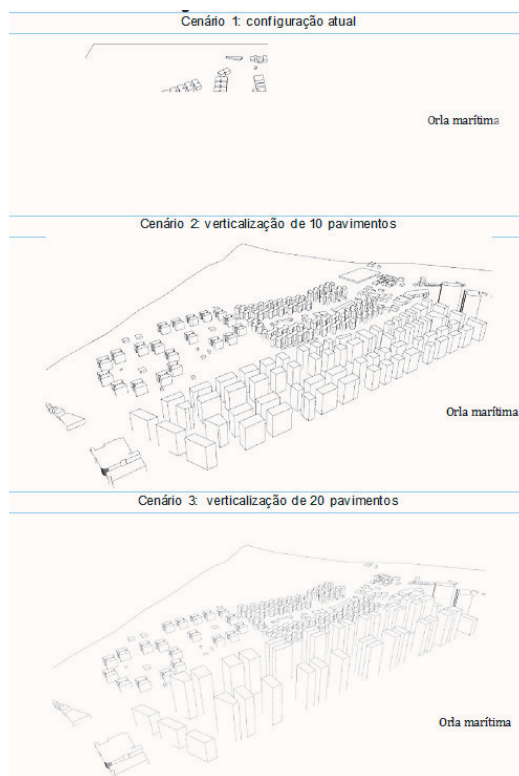 Cenário 1: configuração atual
Orla marítima
Cenário 2: verticalização de 10 pavimentos
Orla marítima
Cenário 3: verticalização de 20 pavimentos
Orla marítima